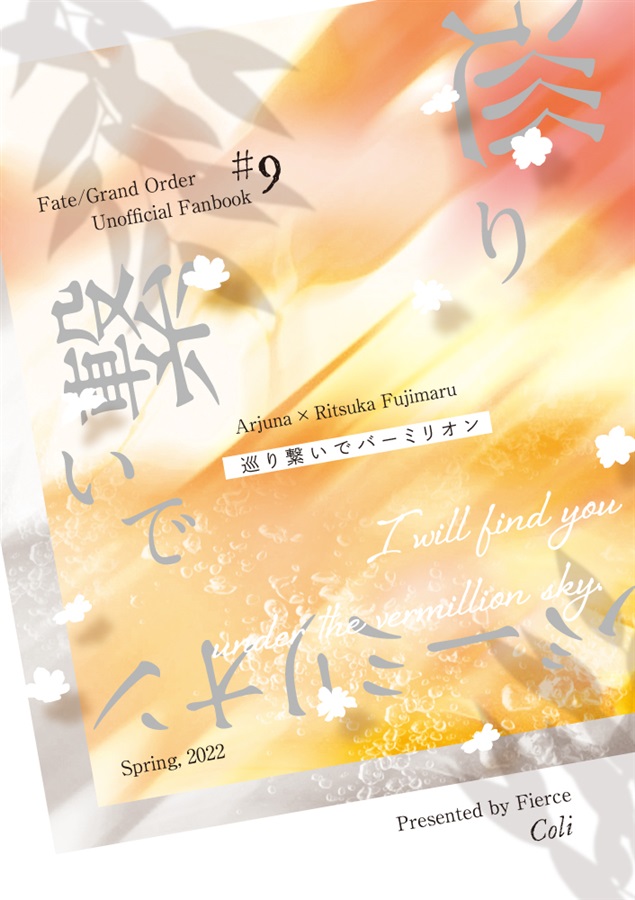 巡り
Fate/Grand Order
Unofficial Fanbook
#9
繋いで
Arjuna × Ritsuka Fujimaru
巡り繋いでバーミリオン
I will find you
under the vermillion sky.
ーミリオン
Spring, 2022
Presented by Fierce
Coli